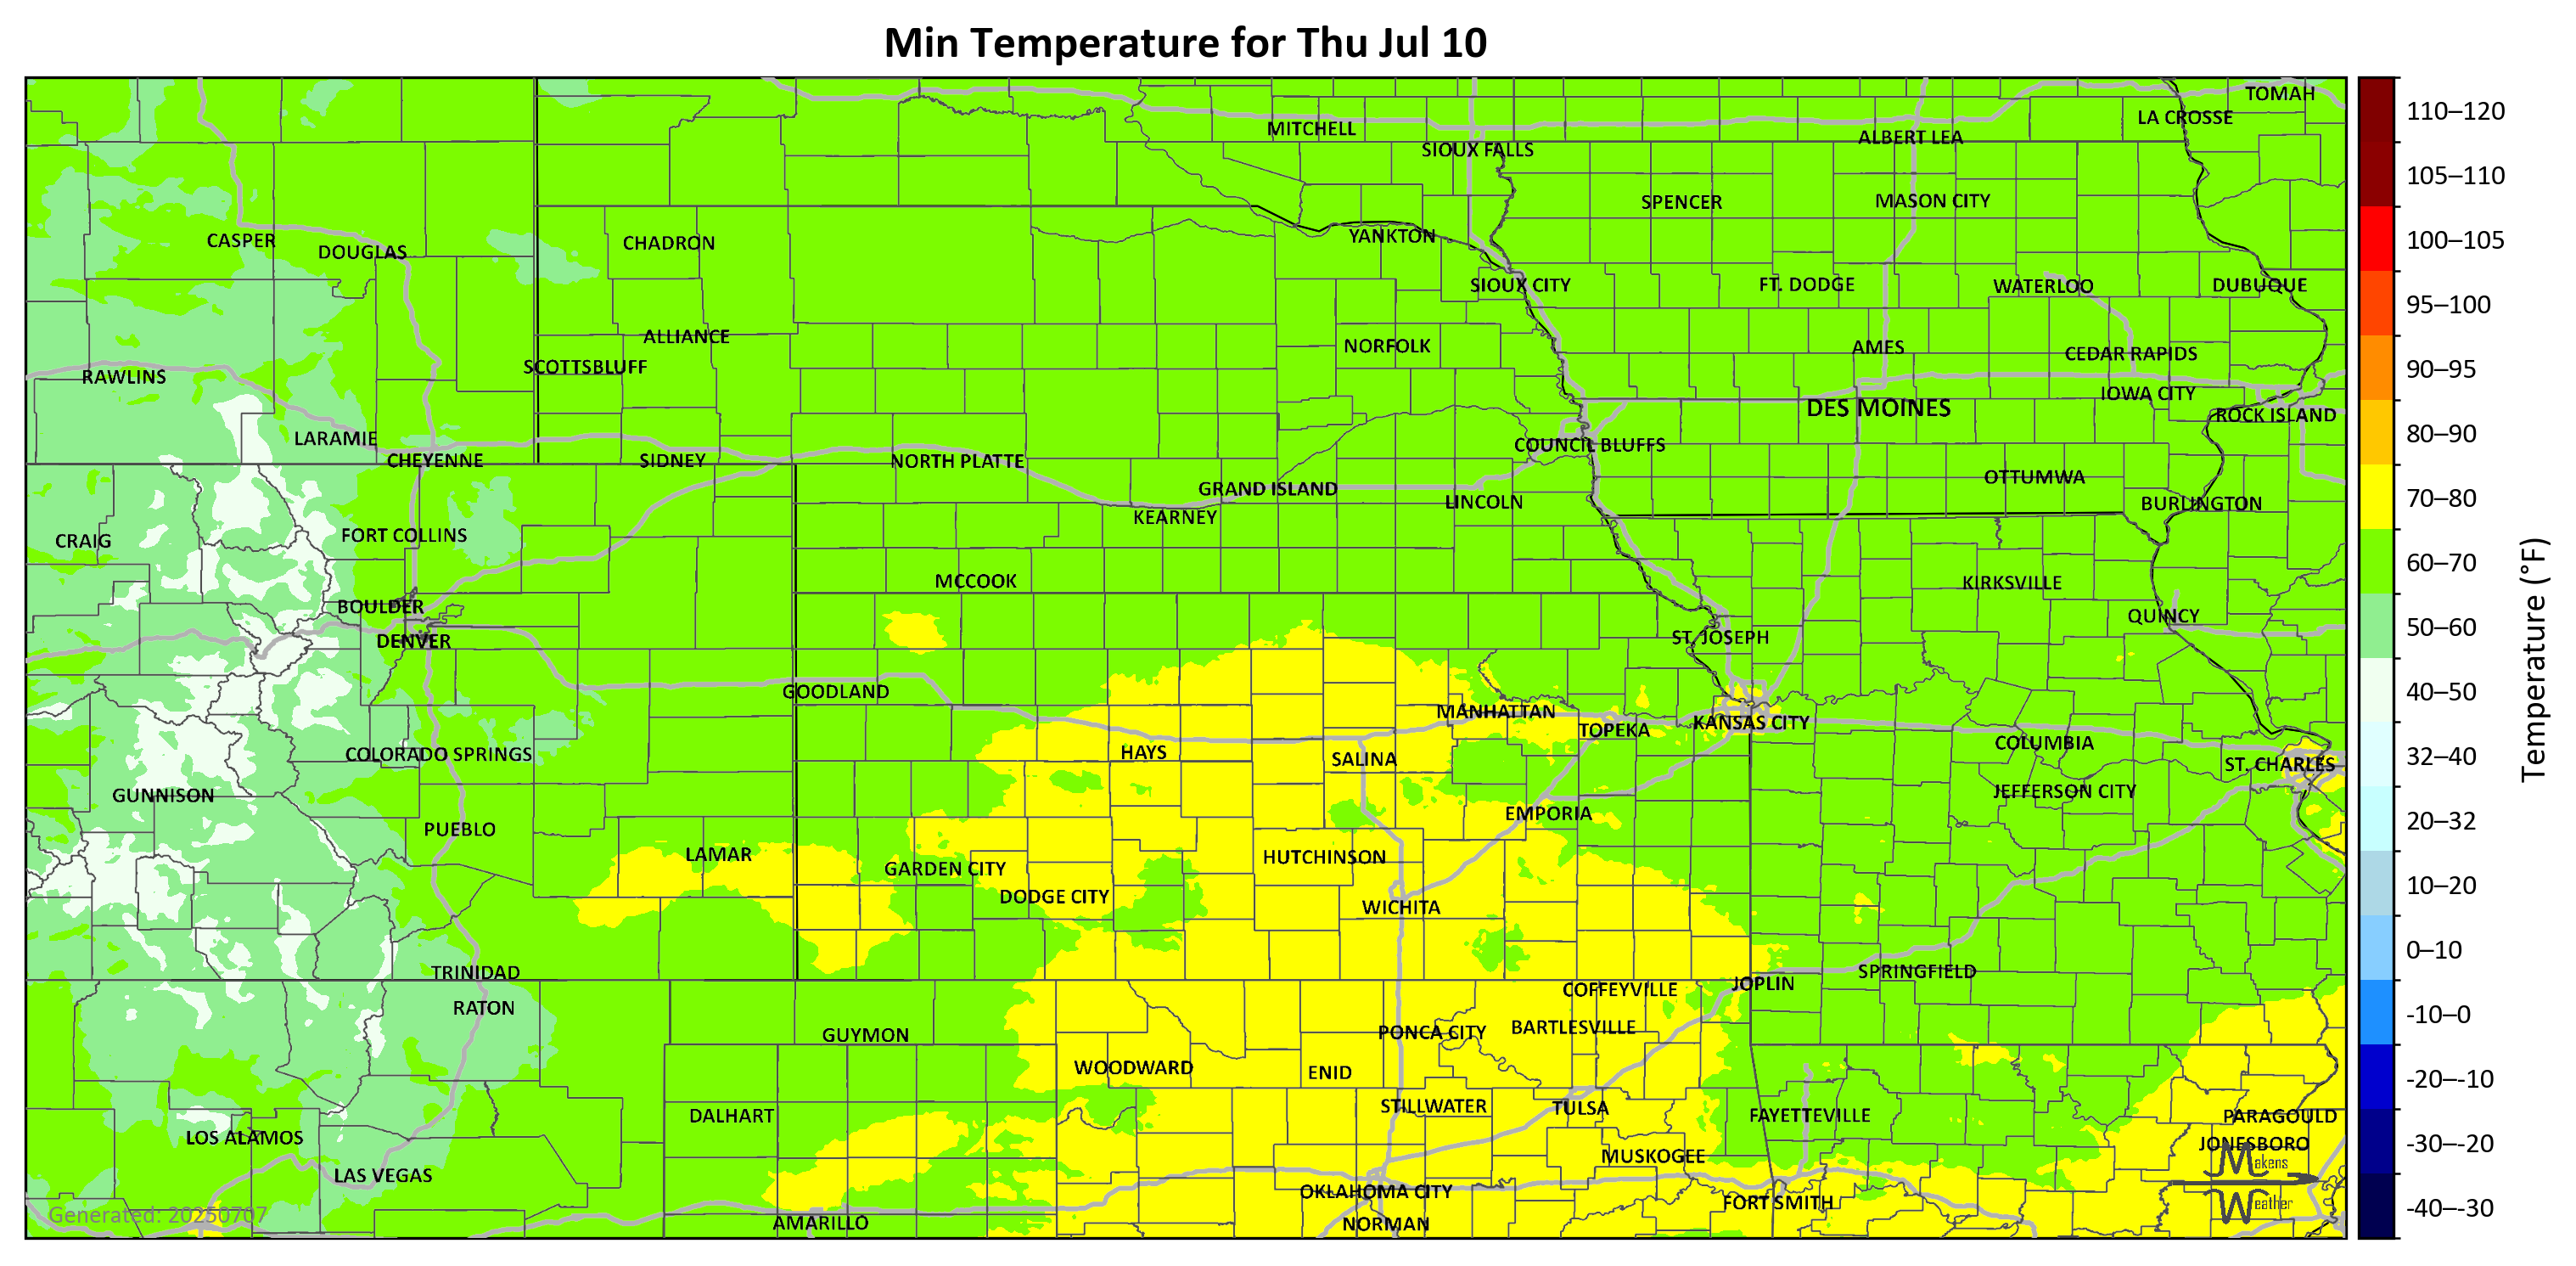 Min Temperature for Thu Jul 10
TOMAH
LA CROSSE
MITCHELL
ALBERT LEA
SIOUX FALLS
SPENCER
MASON CITY
CASPER
DOUGLAS
CHADRON
YANKTON
SIOUX CITY
FT. DODGE
WATERLOO
DUBUQUE
ALLIANCE
NORFOLK
AMES
CEDAR RAPIDS
SCOTTSBLUFF
RAWLINS
IOWA CITY
DES MOINES
ROCK ISLAND
LARAMIE
COUNCIL BLUFFS
CHEYENNE
SIDNEY
NORTH PLATTE
OTTUMWA
GRAND ISLAND
LINCOLN
BURLINGTON
KEARNEY
FORT COLLINS
CRAIG
MCCOOK
KIRKSVILLE
BOULDER
QUINCY
DENVER
ST. JOSEPH
GOODLAND
MANHATTAN
KANSAS CITY
TOPEKA
COLUMBIA
COLORADO SPRINGS
HAYS
SALINA
ST. CHARLES
JEFFERSON CITY
GUNNISON
EMPORIA
PUEBLO
LAMAR
HUTCHINSON
GARDEN CITY
DODGE CITY
WICHITA
TRINIDAD
SPRINGFIELD
JOPLIN
COFFEYVILLE
RATON
BARTLESVILLE
PONCA CITY
GUYMON
WOODWARD
ENID
STILLWATER
TULSA
DALHART
FAYETTEVILLE
PARAGOULD
LOS ALAMOS
JONESBORO
MUSKOGEE
LAS VEGAS
OKLAHOMA CITY
FORT SMITH
AMARILLO
NORMAN
Generated: 20250707
Makens
Weather
110–120
105–110
100–105
95–100
90–95
80–90
70–80
60–70
50–60
40–50
32–40
20–32
10–20
0–10
-10–0
-20–-10
-30–-20
-40–-30
Temperature (°F)